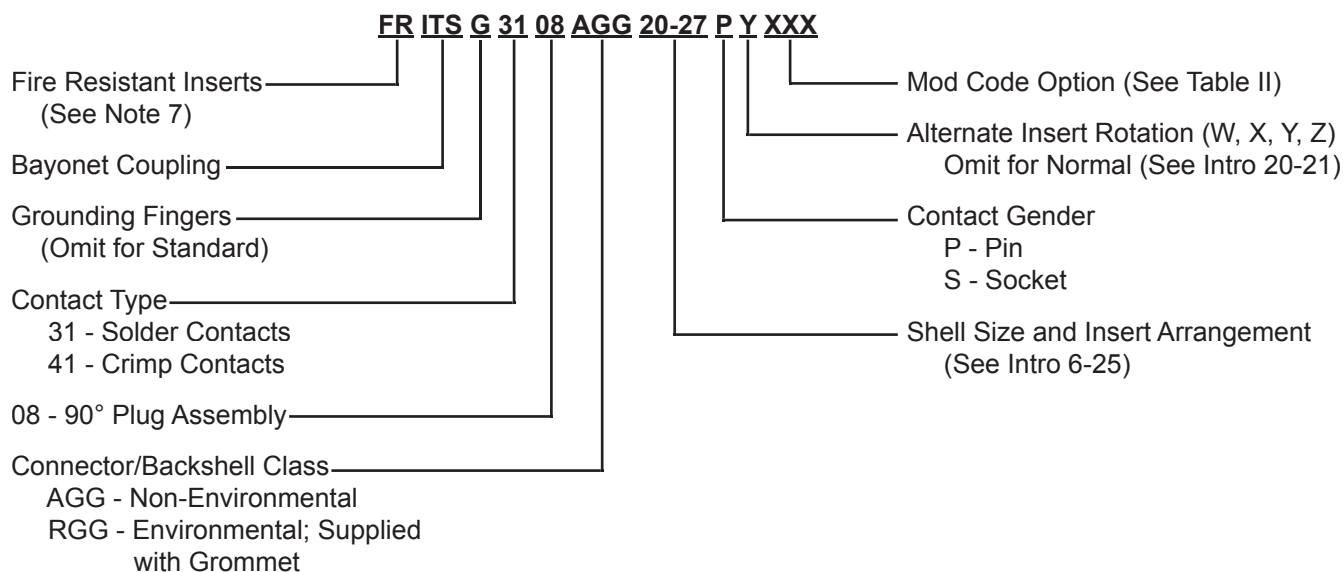 FR ITS G 31 08 AGG 20-27 P Y XXX
Fire Resistant Inserts
(See Note 7)
Bayonet Coupling
Grounding Fingers
(Omit for Standard)
Contact Type
31 - Solder Contacts
41 - Crimp Contacts
08 - 90° Plug Assembly
Connector/Backshell Class
AGG - Non-Environmental
RGG - Environmental; Supplied
with Grommet
Mod Code Option (See Table II)
Alternate Insert Rotation (W, X, Y, Z)
Omit for Normal (See Intro 20-21)
Contact Gender
P - Pin
S - Socket
Shell Size and Insert Arrangement
(See Intro 6-25)